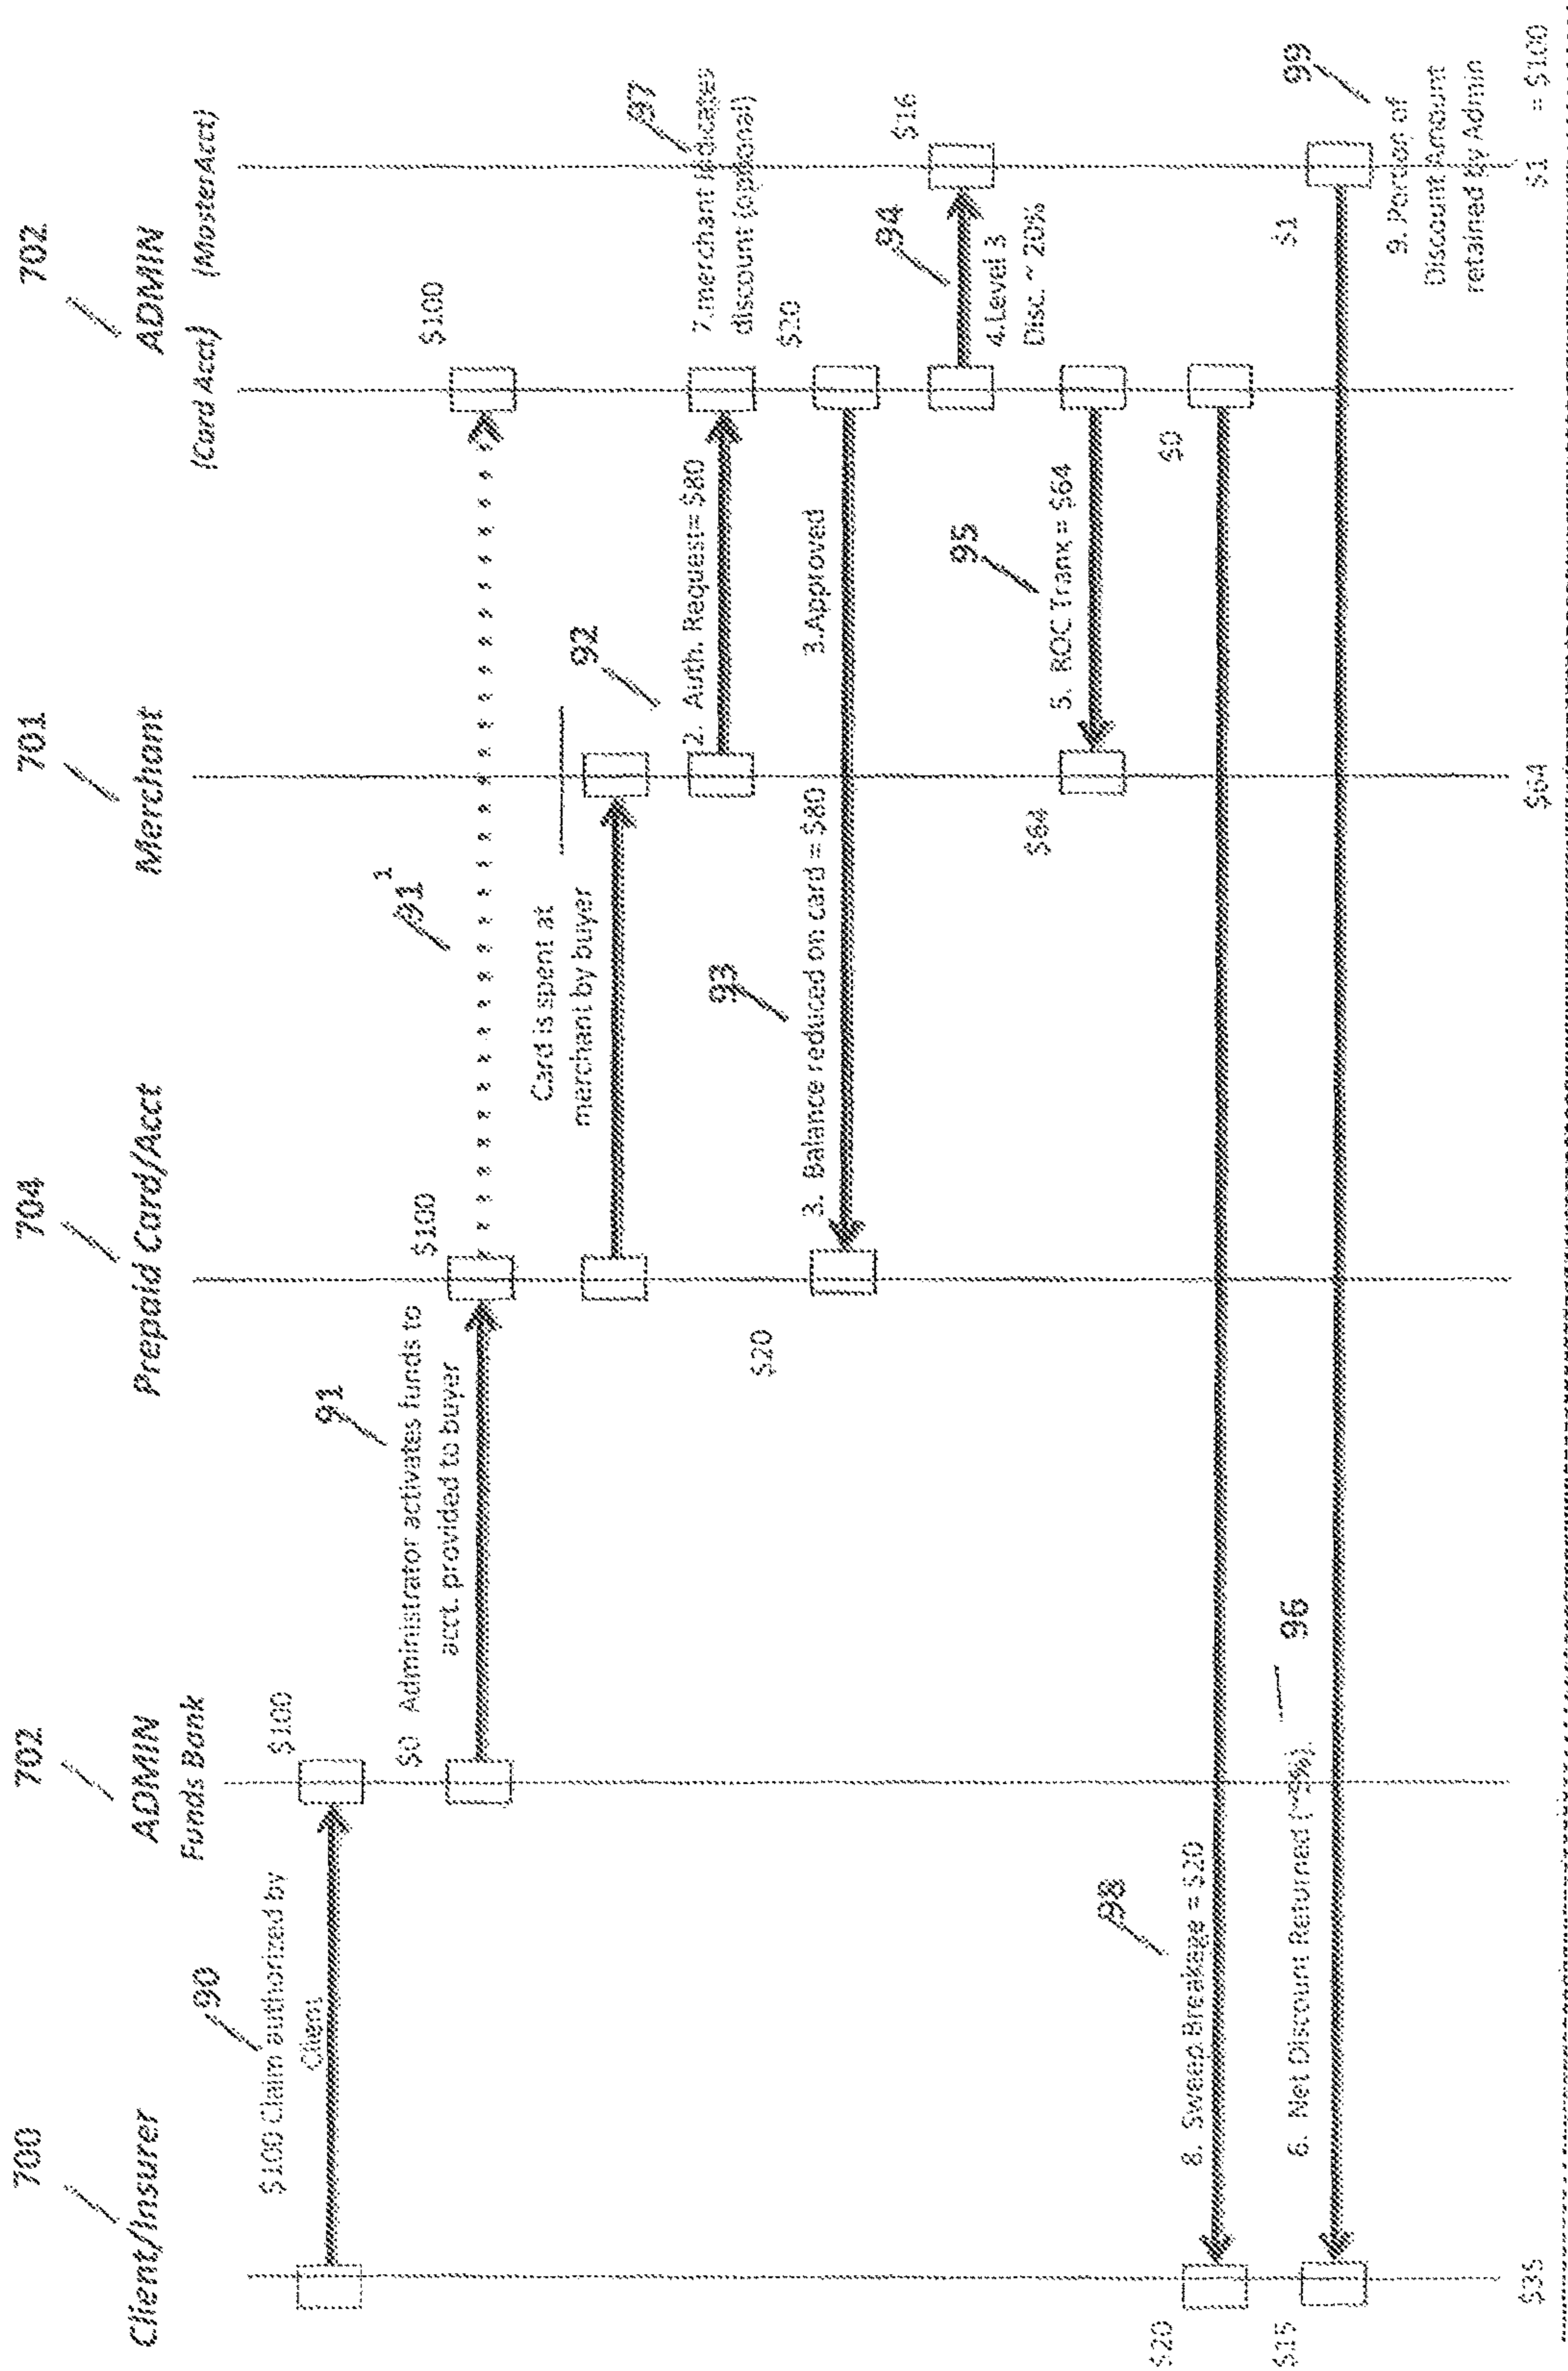 700
Client/Insurer
702
ADMIN
Funds Bank
704
Prepaid Card/Acct
701
Merchant
702
ADMIN
(Card Acct) (MasterAcct)
90
$100 Claim authorized by
Client
$100
91
$0 Administrator activates funds to
acct. provided to buyer
$100
91 1
$100
Card is spent at
merchant by buyer
92
2. Auth. Request= $80
97
7.merchant indicates
discount (optional)
$20
93
3. Balance reduced on card = $80
3.Approved
$20
94
4.Level 3
Disc. ~ 20%
$16
95
5. ROC Tranx = $64
$64
98
8. Sweep Breakage = $20
$20
$0
96
6. Net Discount Returned (~9%).
$15
$1
99
9. Portion of
Discount Amount
retained by Admin
$35
$64
$1 = $100